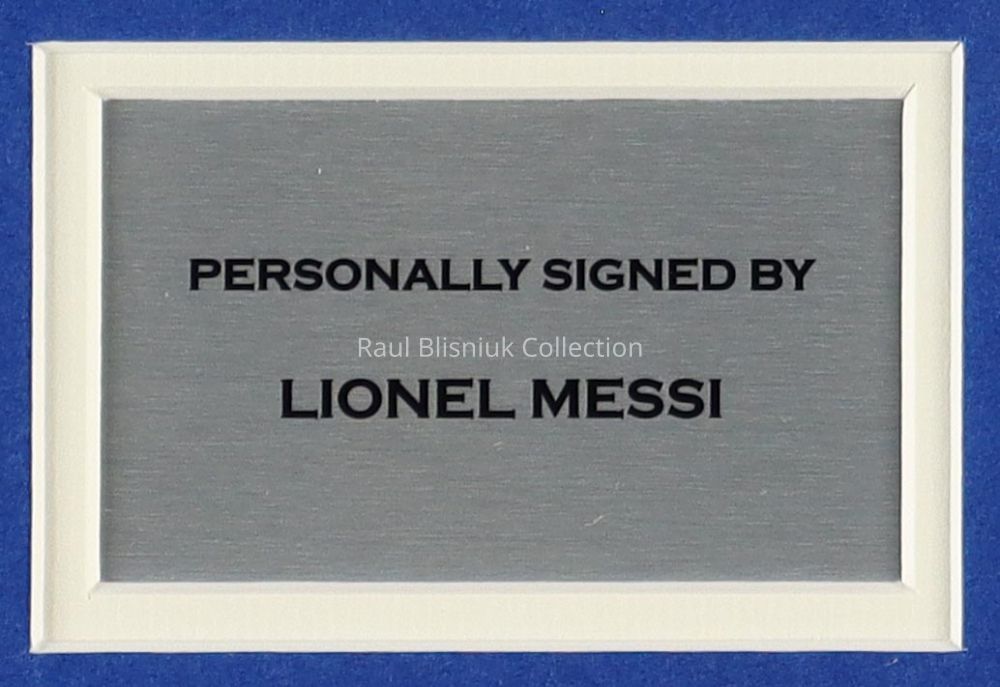 PERSONALLY SIGNED BY
Raul Blisniuk Collection
LIONEL MESSI